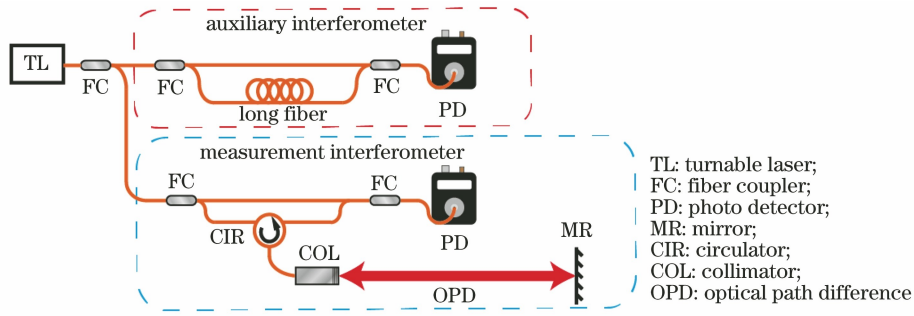 auxiliary interferometer
TL
FC
FC
FC
long fiber
PD
measurement interferometer
FC
FC
CIR
PD
MR
COL
OPD
TL: turnable laser;
FC: fiber coupler;
PD: photo detector;
MR: mirror;
CIR: circulator;
COL: collimator;
OPD: optical path difference